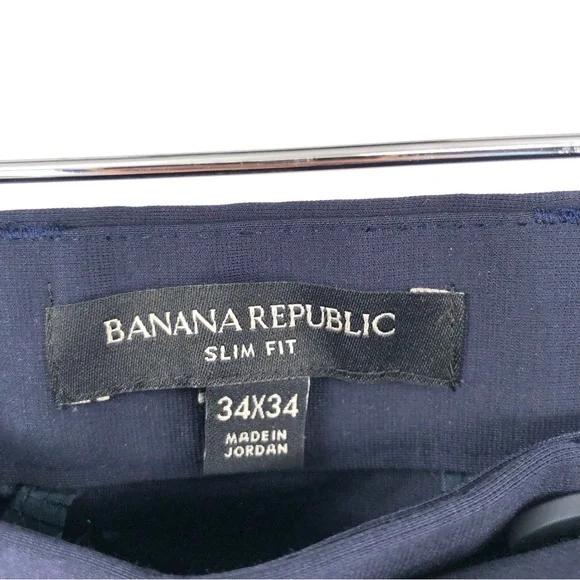 BANANA REPUBLIC
SLIM FIT
34X34
MADE IN
JORDAN